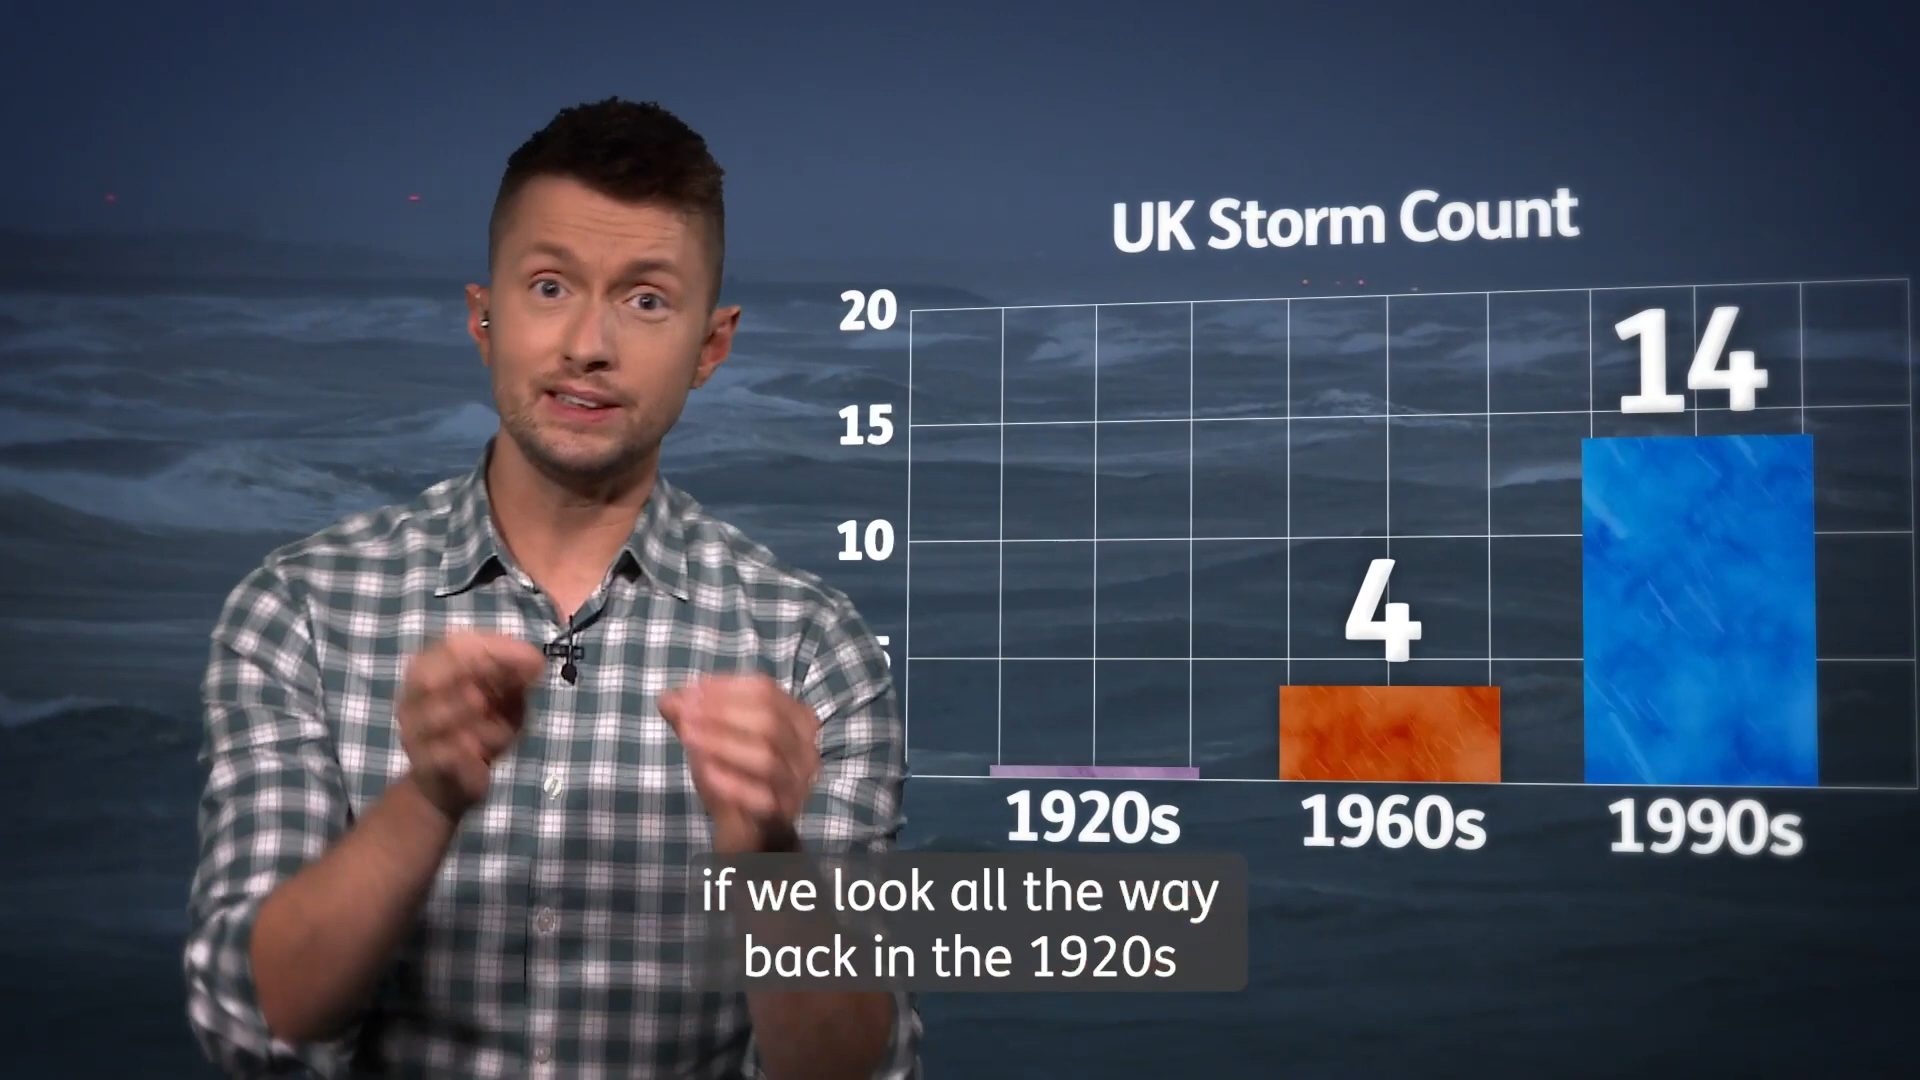 UK Storm Count
20
15
10
5
14
4
1920s
1960s
1990s
if we look all the way
back in the 1920s